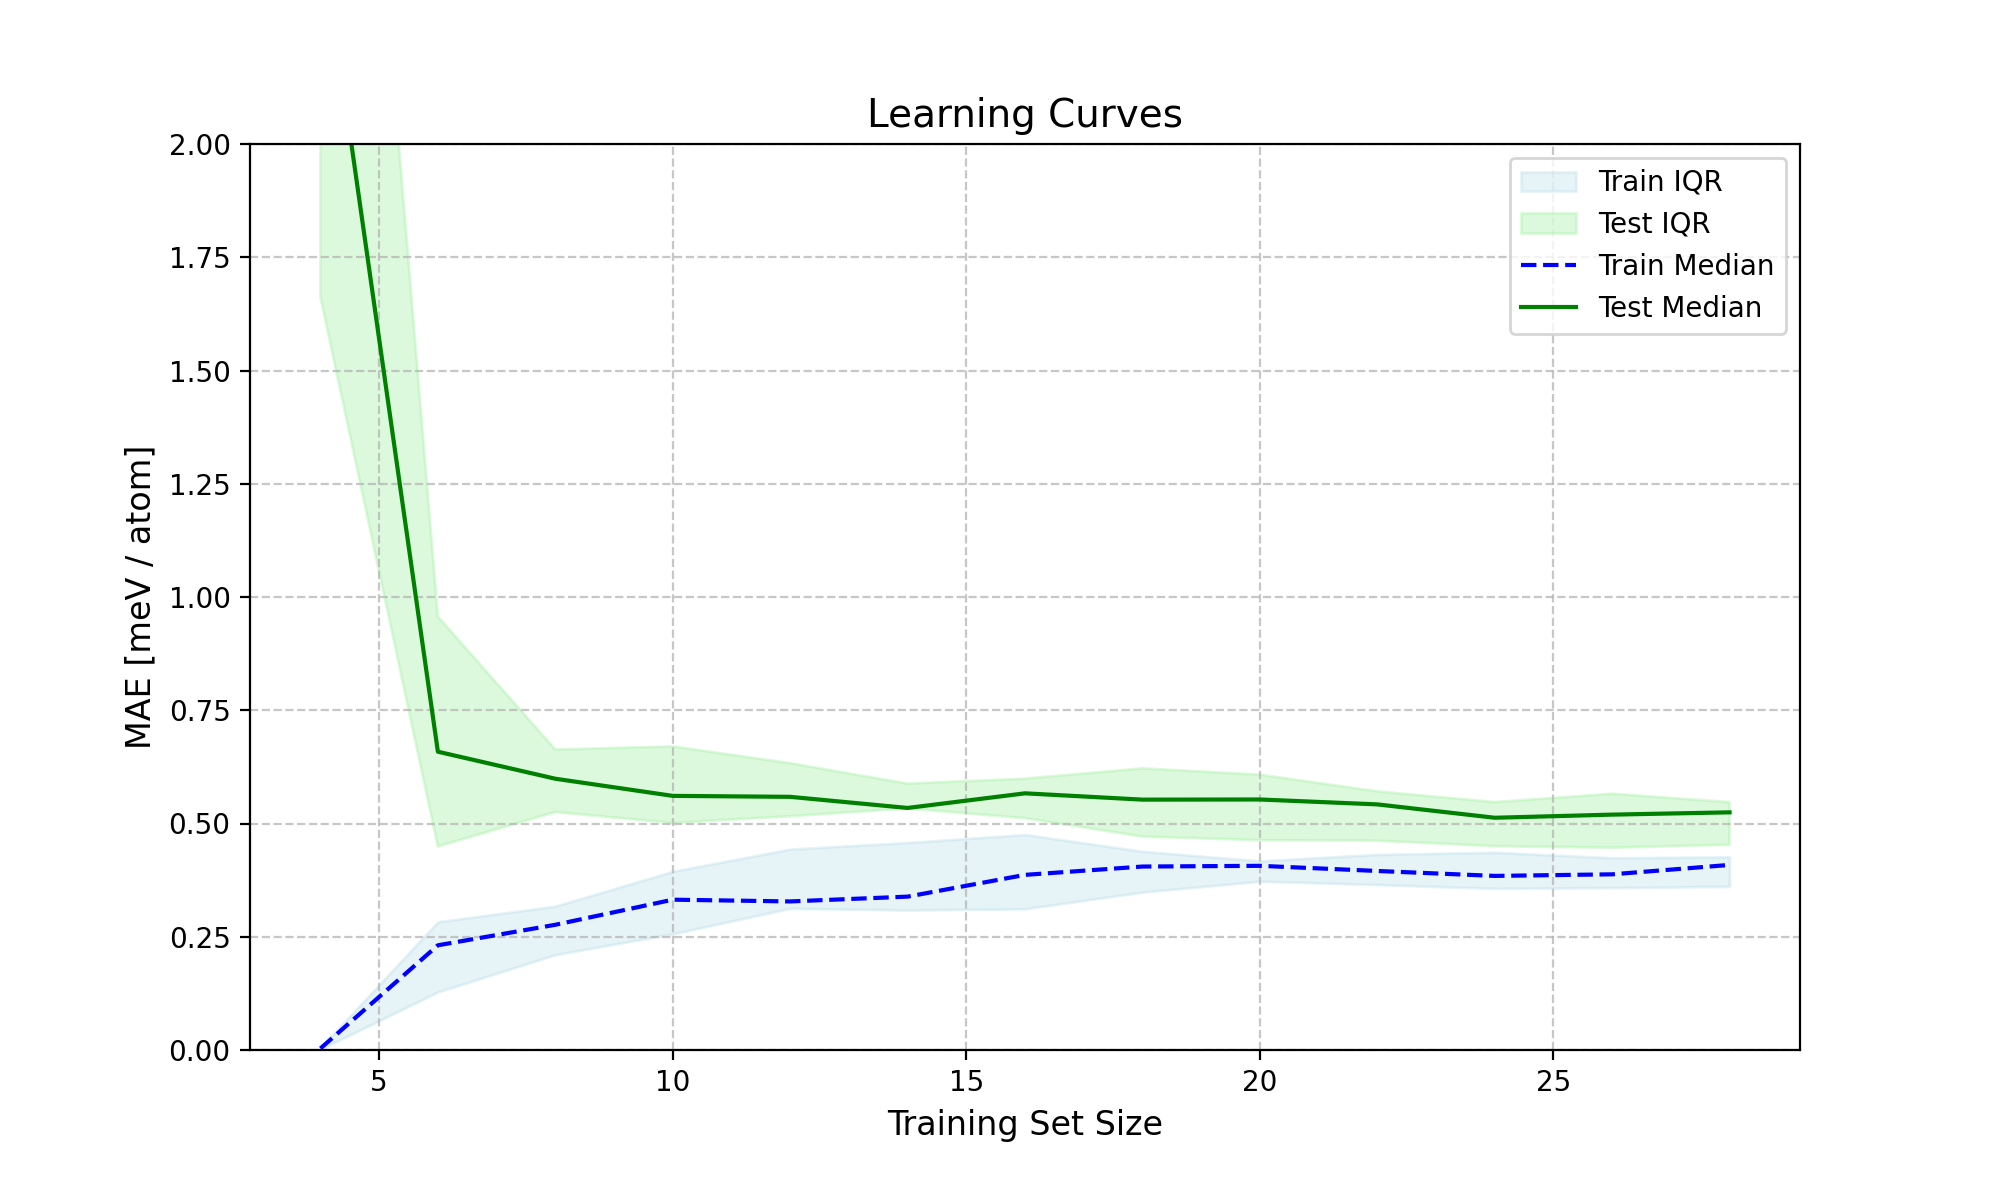 Learning Curves
2.00
1.75
1.50
1.25
1.00
0.75
0.50
0.25
0.00
MAE [meV / atom]
5 10 15 20 25
Training Set Size
Train IQR
Test IQR
Train Median
Test Median